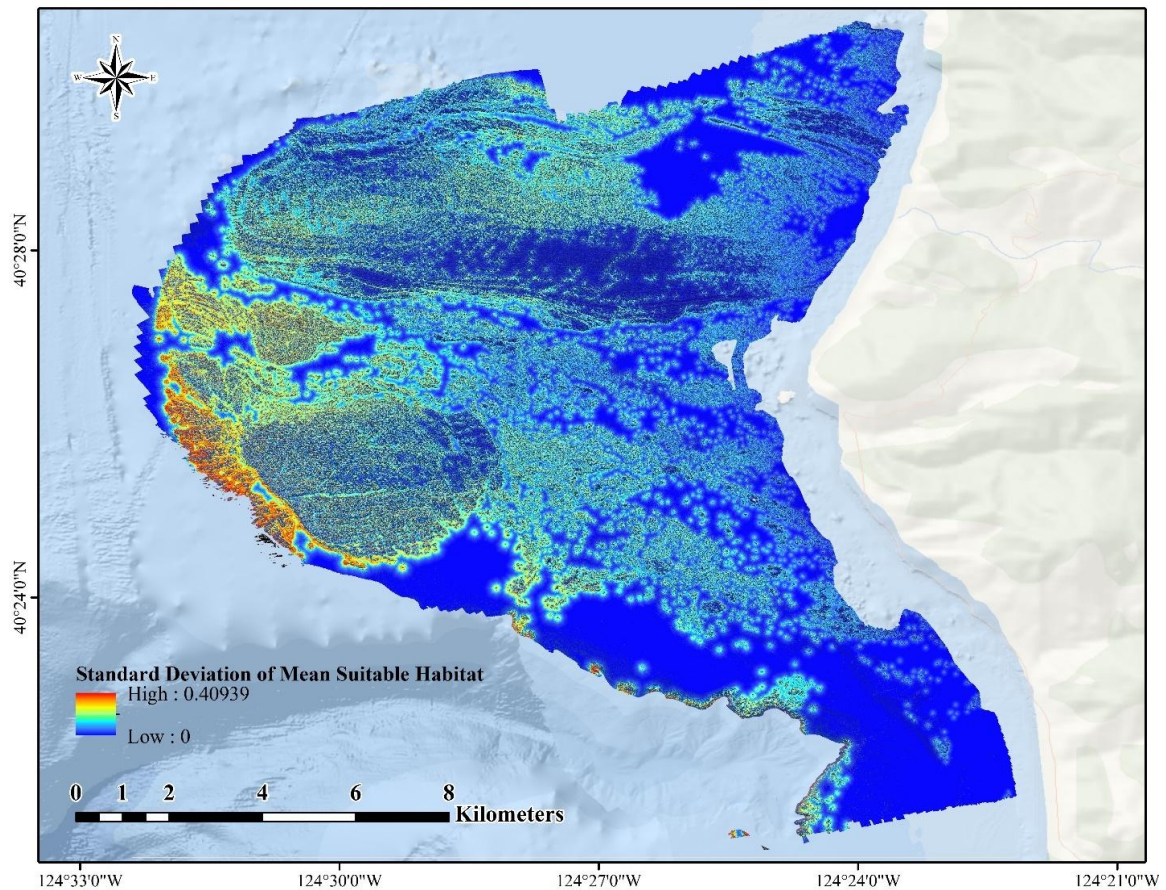 N
W E
S
40°28'0"N
40°24'0"N
Standard Deviation of Mean Suitable Habitat
High : 0.40939
Low : 0
0 1 2 4 6 8
Kilometers
124°33'0"W 124°30'0"W 124°27'0"W 124°24'0"W 124°21'0"W